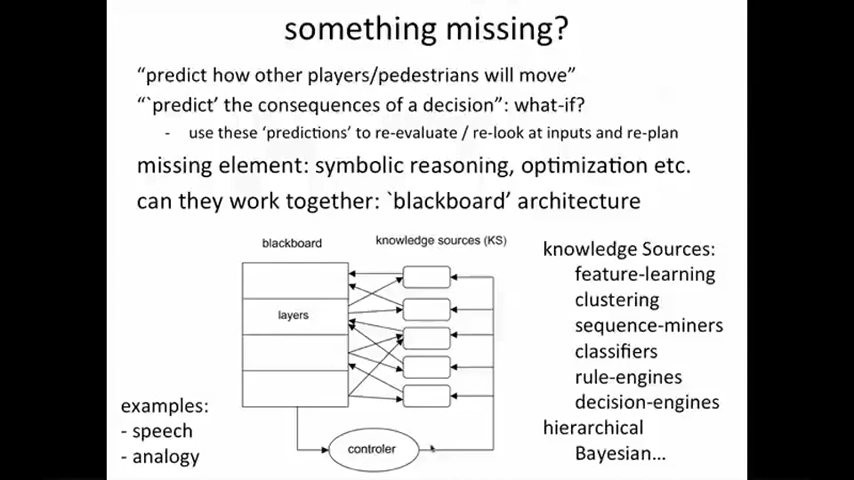 something missing?
“predict how other players/pedestrians will move”
“`predict’ the consequences of a decision”: what-if?
- use these ‘predictions’ to re-evaluate / re-look at inputs and re-plan
missing element: symbolic reasoning, optimization etc.
can they work together: `blackboard’ architecture
blackboard
knowledge sources (KS)
layers
controler
knowledge Sources:
feature-learning
clustering
sequence-miners
classifiers
rule-engines
decision-engines
hierarchical
Bayesian...
examples:
- speech
- analogy